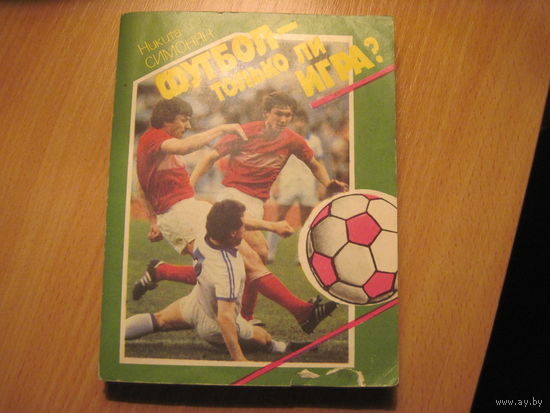 Никита
СИМОНЯН
ФУТБОЛ –
ТОЛЬКО ЛИ
ИГРА?
www.ay.by